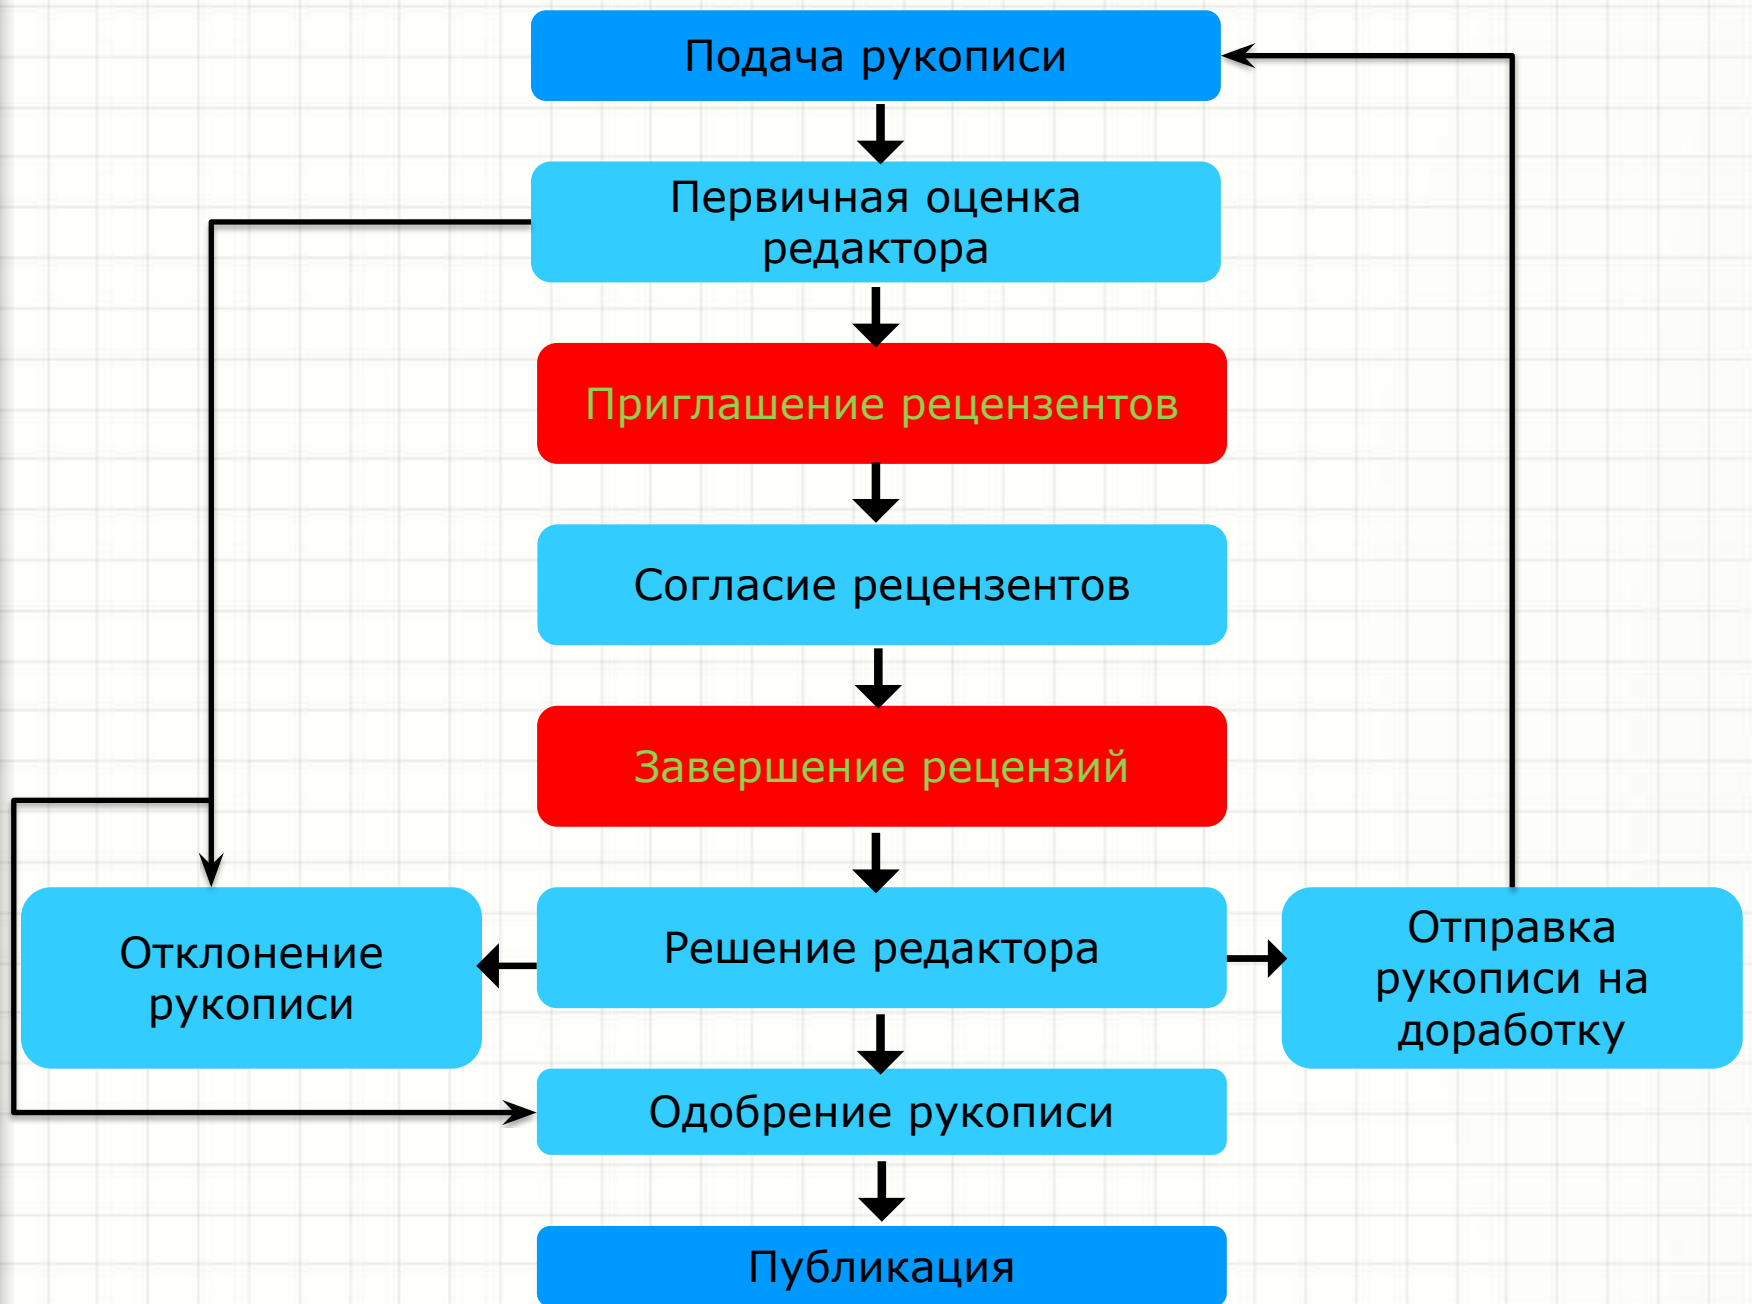 Подача рукописи
Первичная оценка
редактора
Приглашение рецензентов
Согласие рецензентов
Завершение рецензий
Отклонение
рукописи
Решение редактора
Отправка
рукописи на
доработку
Одобрение рукописи
Публикация